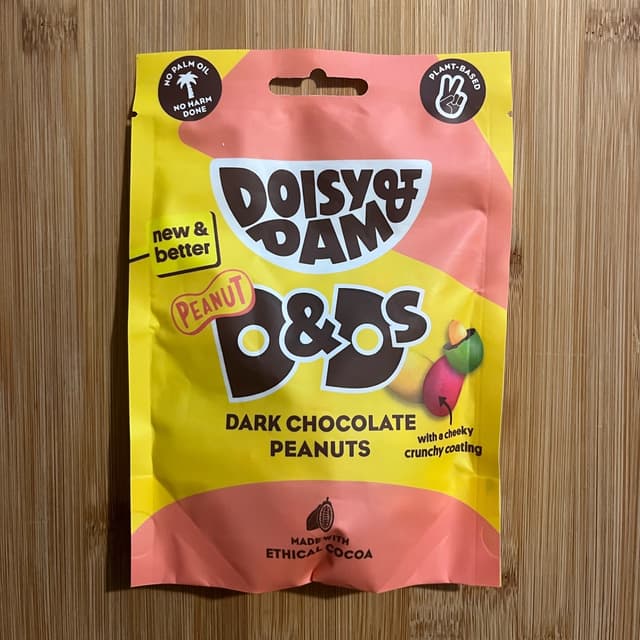 NO PALM OIL
NO HARM
DONE
PLANT-BASED
DOISY &
DAM
new &
better
PEANUT
D&Ds
DARK CHOCOLATE
PEANUTS
with a cheeky
crunchy coating
MADE WITH
ETHICAL COCOA